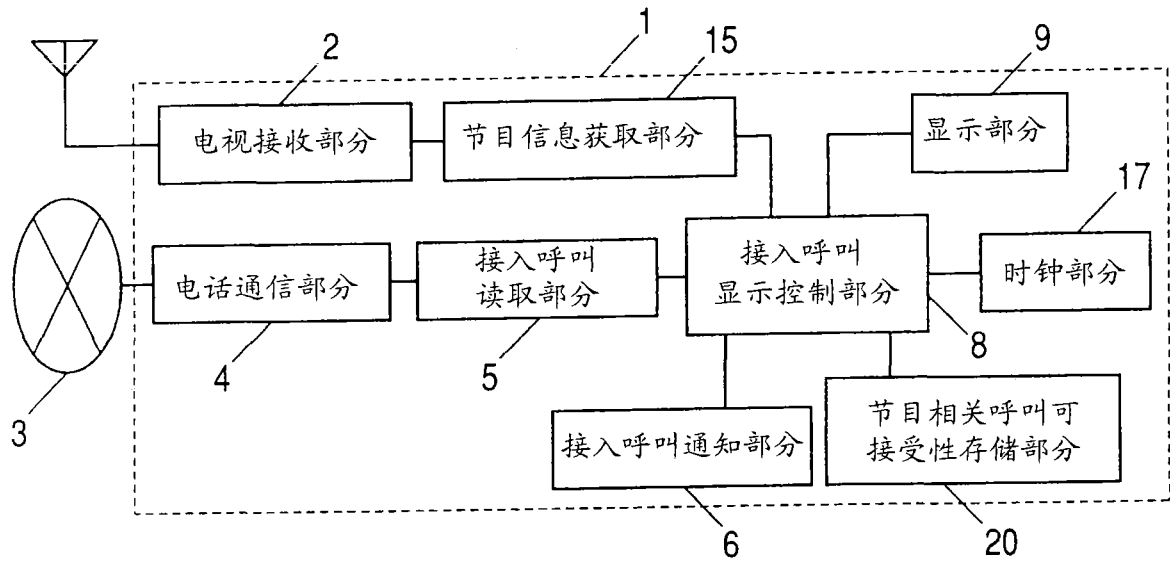 1
15
9
2
电视接收部分
节目信息获取部分
显示部分
17
接入呼叫
读取部分
接入呼叫
显示控制部分
时钟部分
电话通信部分
8
4
5
3
节目相关呼叫可
接受性存储部分
接入呼叫通知部分
6
20